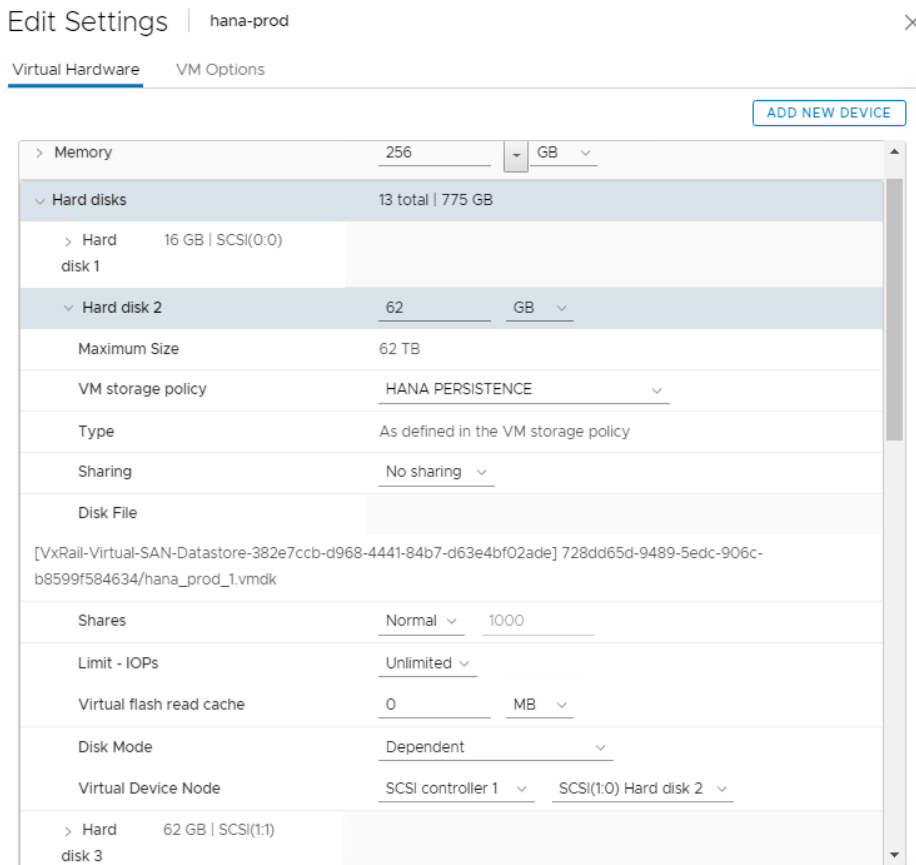 Edit Settings | hana-prod
Virtual Hardware VM Options
ADD NEW DEVICE
Memory 256 GB
Hard disks 13 total | 775 GB
Hard disk 1 16 GB | SCSI(0:0)
Hard disk 2 62 GB
Maximum Size 62 TB
VM storage policy HANA PERSISTENCE
Type As defined in the VM storage policy
Sharing No sharing
Disk File
[VxRail-Virtual-SAN-Datastore-382e7ccb-d968-4441-84b7-d63e4bf02ade] 728dd65d-9489-5edc-906c-
b8599f584634/hana_prod_1.vmdk
Shares Normal 1000
Limit - IOPs Unlimited
Virtual flash read cache 0 MB
Disk Mode Dependent
Virtual Device Node SCSI controller 1 SCSI(1:0) Hard disk 2
Hard disk 3 62 GB | SCSI(1:1)